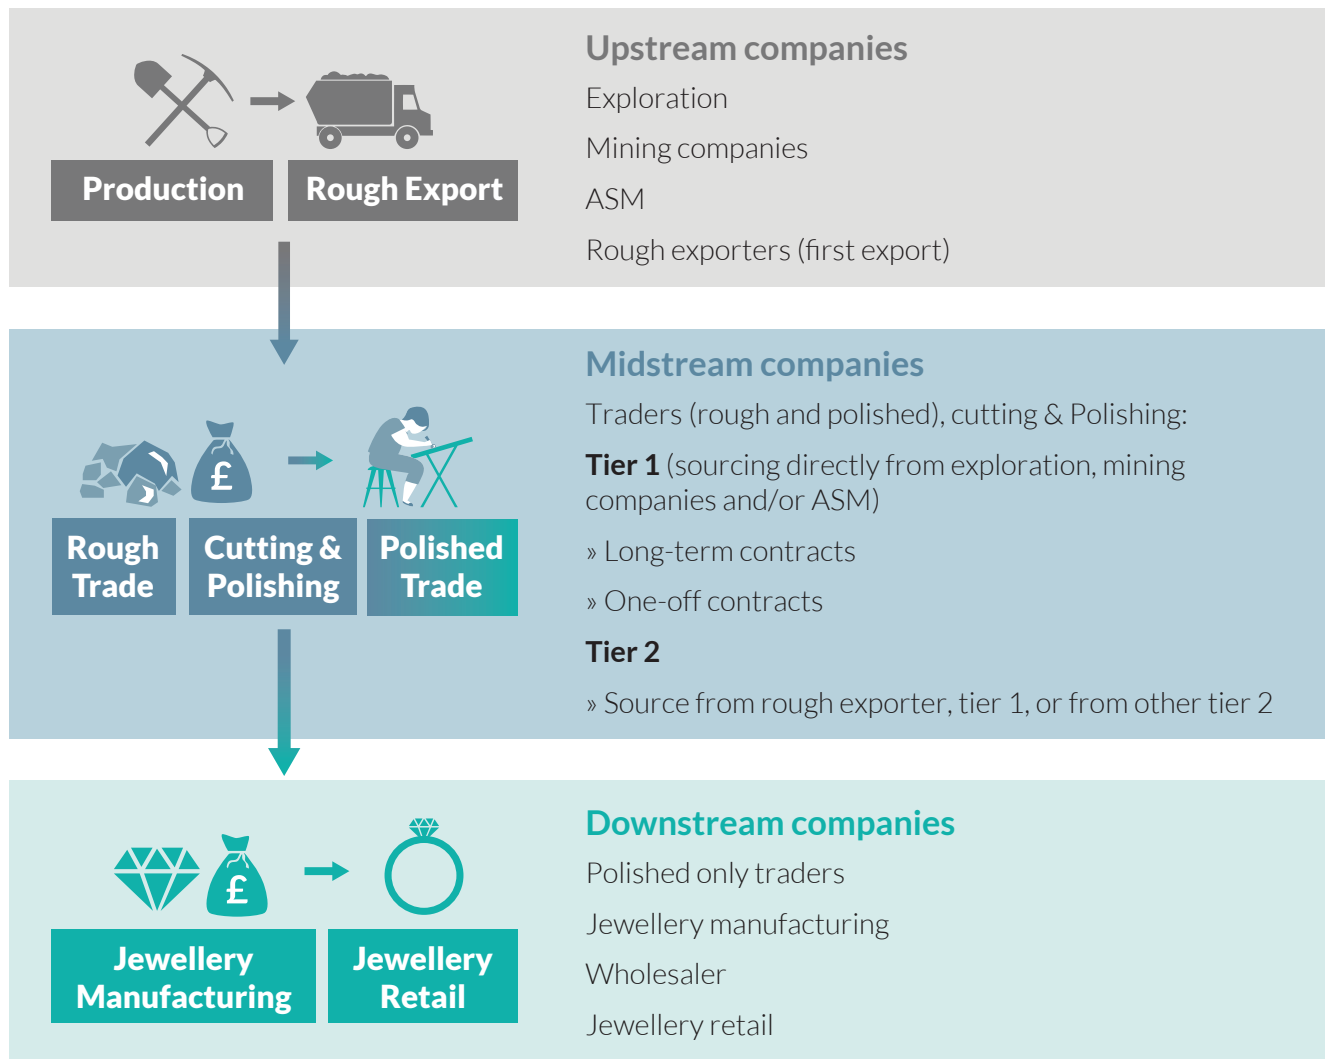 Upstream companies
Exploration
Mining companies
ASM
Rough exporters (first export)
Production
Rough Export
Midstream companies
Traders (rough and polished), cutting & Polishing:
Tier 1 (sourcing directly from exploration, mining
companies and/or ASM)
» Long-term contracts
» One-off contracts
Tier 2
» Source from rough exporter, tier 1, or from other tier 2
£
Rough
Trade
Cutting &
Polishing
Polished
Trade
Downstream companies
Polished only traders
Jewellery manufacturing
Wholesaler
Jewellery retail
£
Jewellery
Manufacturing
Jewellery
Retail